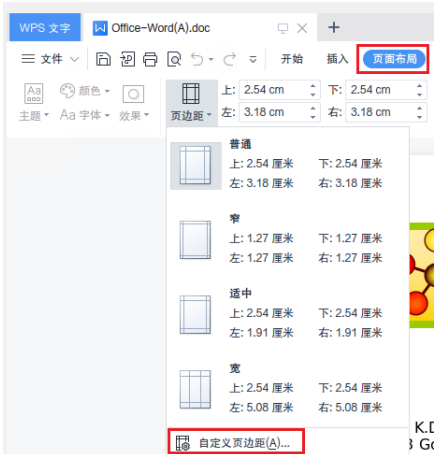 WPS 文字 Office-Word(A).doc
文件 开始 插入 页面布局
Aa 颜色 页边距 上: 2.54 cm 下: 2.54 cm
主题 Aa 字体 效果 左: 3.18 cm 右: 3.18 cm
普通
上: 2.54 厘米 下: 2.54 厘米
左: 3.18 厘米 右: 3.18 厘米
窄
上: 1.27 厘米 下: 1.27 厘米
左: 1.27 厘米 右: 1.27 厘米
适中
上: 2.54 厘米 下: 2.54 厘米
左: 1.91 厘米 右: 1.91 厘米
宽
上: 2.54 厘米 下: 2.54 厘米
左: 5.08 厘米 右: 5.08 厘米
自定义页边距(A)...
K.D
Go